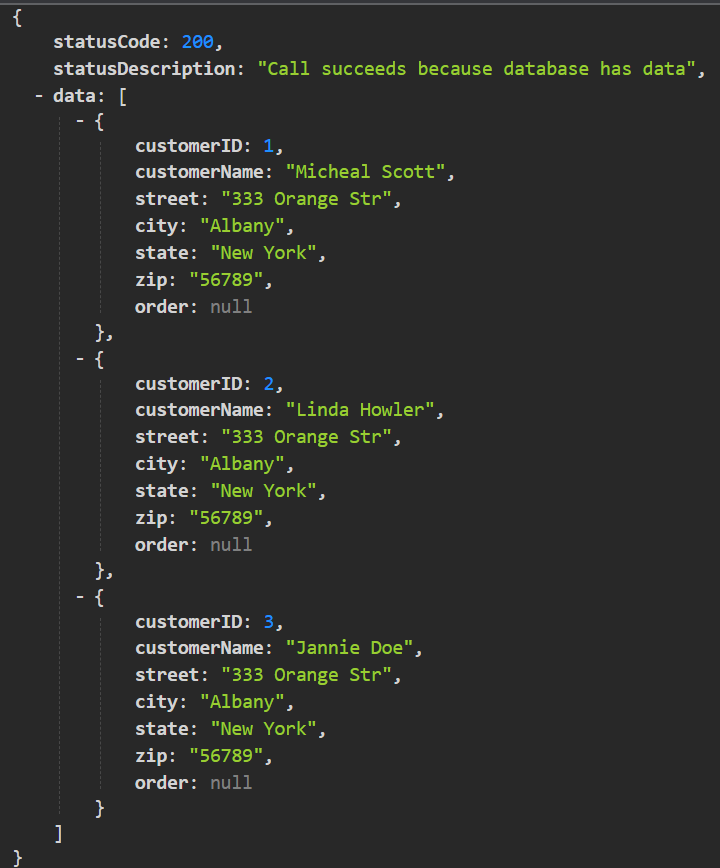 {
statusCode: 200,
statusDescription: "Call succeeds because database has data",
- data: [
- {
customerID: 1,
customerName: "Micheal Scott",
street: "333 Orange Str",
city: "Albany",
state: "New York",
zip: "56789",
order: null
},
- {
customerID: 2,
customerName: "Linda Howler",
street: "333 Orange Str",
city: "Albany",
state: "New York",
zip: "56789",
order: null
},
- {
customerID: 3,
customerName: "Jannie Doe",
street: "333 Orange Str",
city: "Albany",
state: "New York",
zip: "56789",
order: null
}
]
}